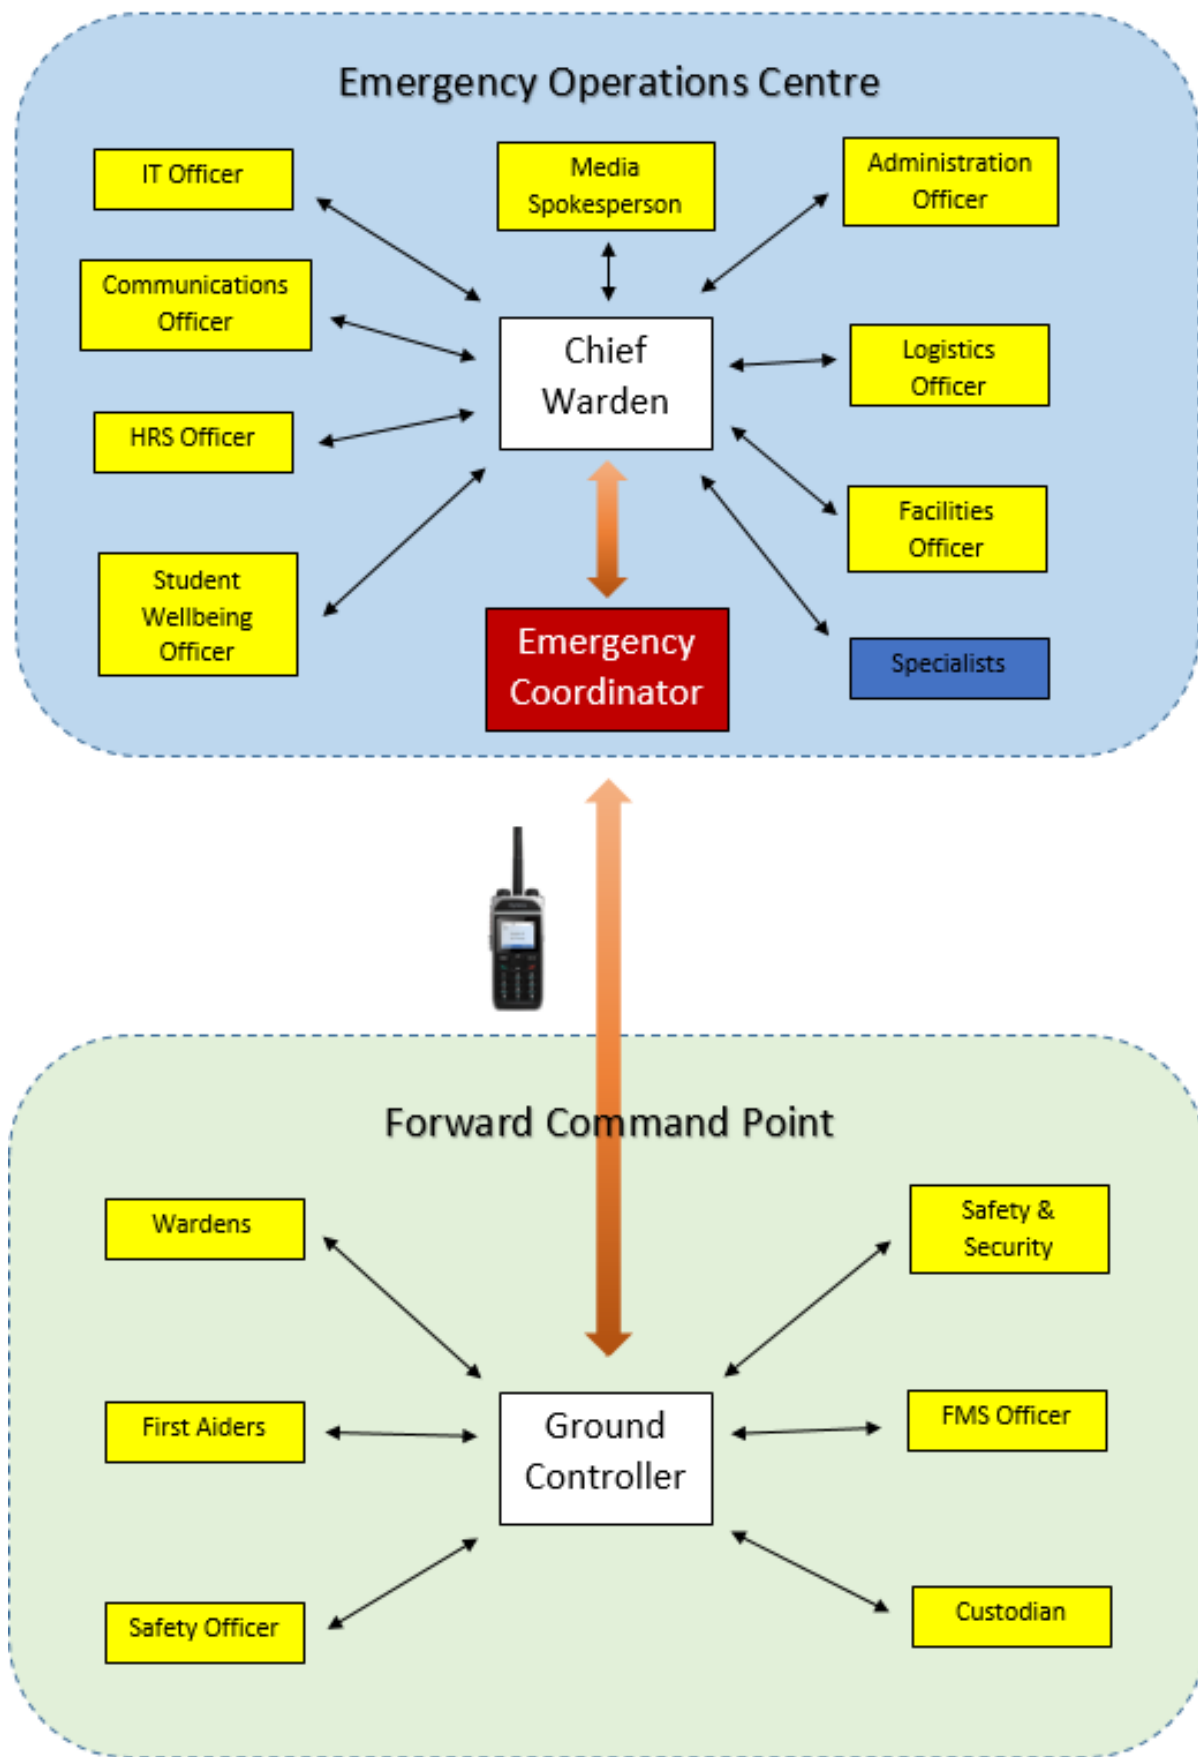 Emergency Operations Centre
IT Officer
Media
Spokesperson
Administration
Officer
Communications
Officer
Chief
Warden
Logistics
Officer
HRS Officer
Facilities
Officer
Student
Wellbeing
Officer
Emergency
Coordinator
Specialists
Forward Command Point
Wardens
Safety &
Security
First Aiders
Ground
Controller
FMS Officer
Safety Officer
Custodian